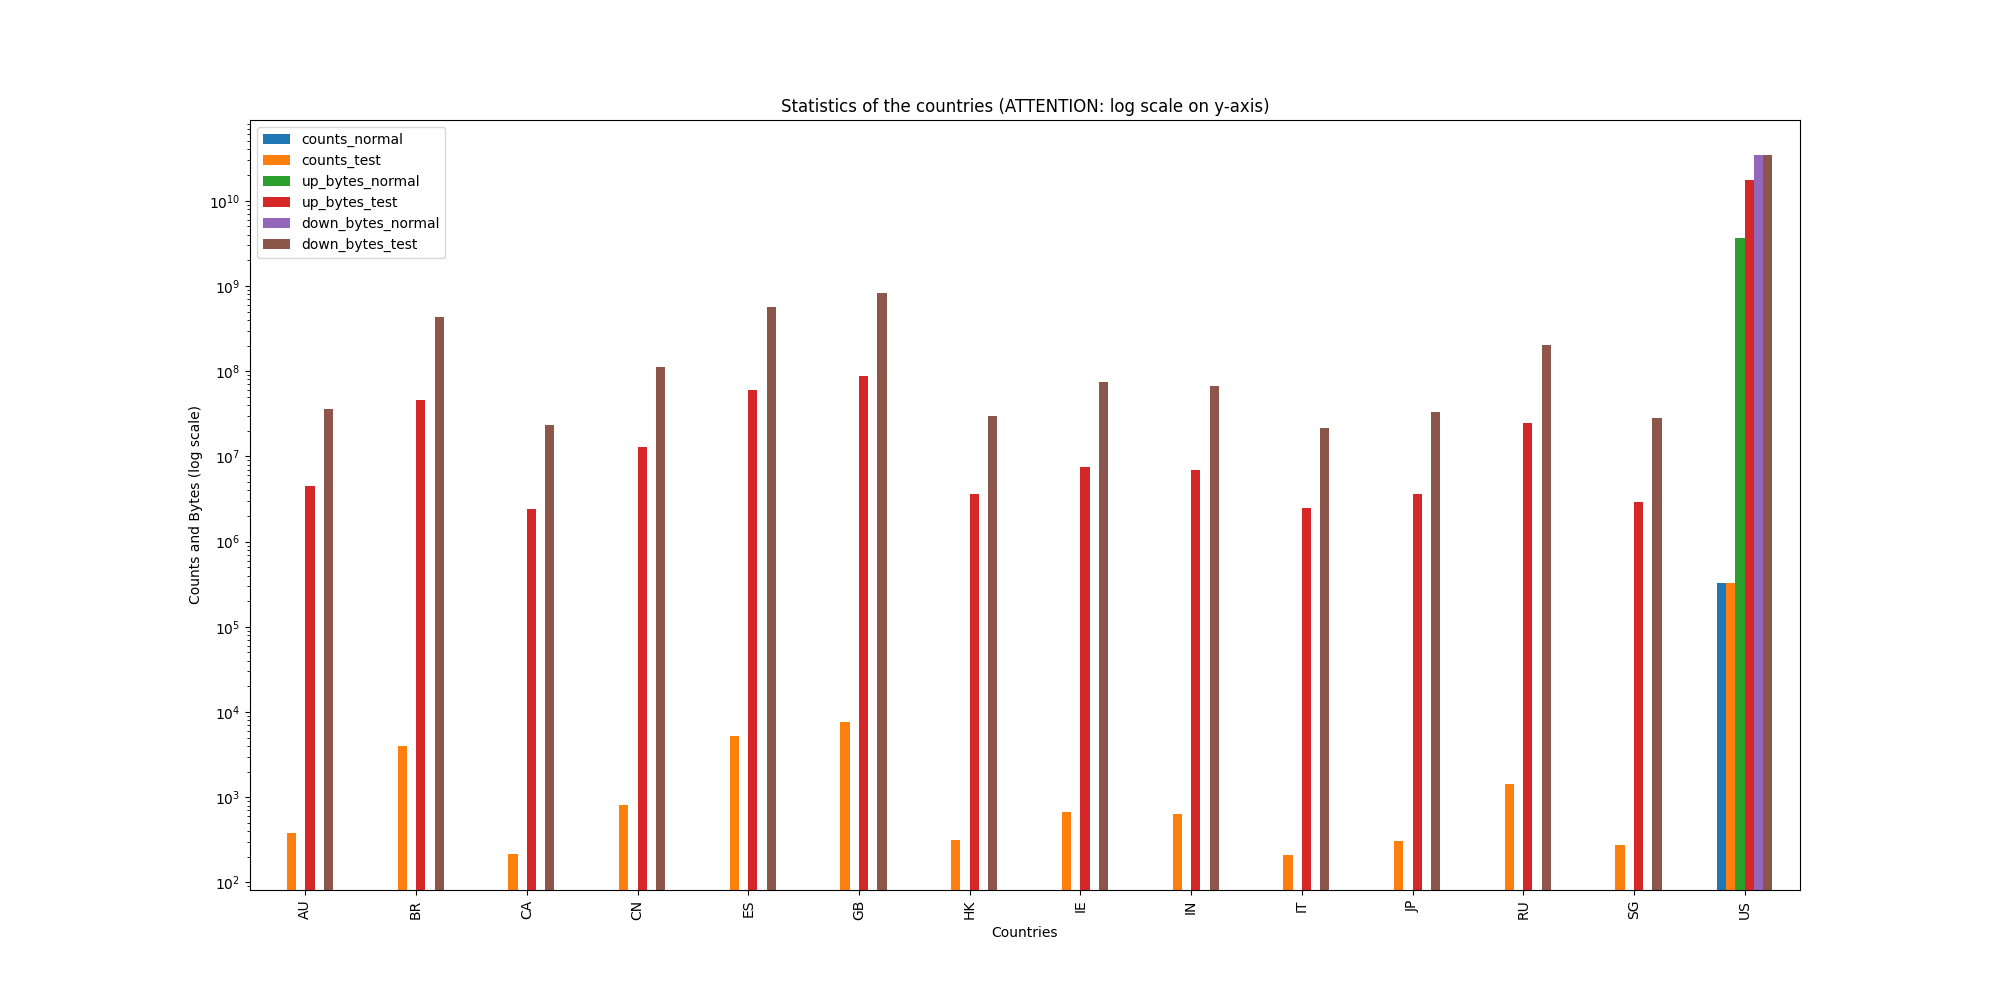 Statistics of the countries (ATTENTION: log scale on y-axis)
counts_normal
counts_test
up_bytes_normal
up_bytes_test
down_bytes_normal
down_bytes_test
Counts and Bytes (log scale)
10^10
10^9
10^8
10^7
10^6
10^5
10^4
10^3
10^2
AU BR CA CN ES GB HK IE IN IT JP RU SG US
Countries